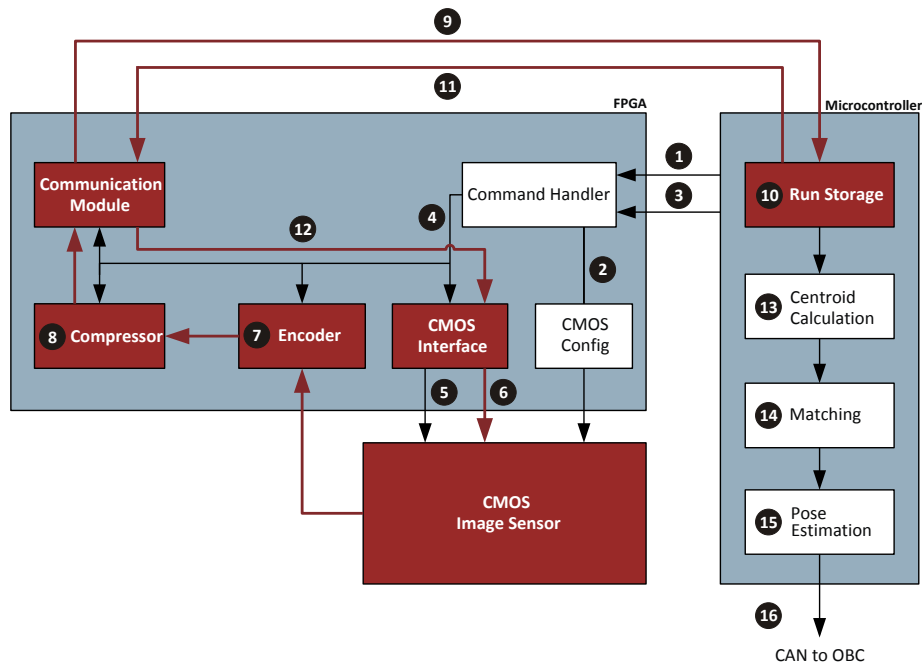 9
11
FPGA
Microcontroller
1
Communication
Module
Command Handler
10 Run Storage
3
4
12
2
13 Centroid
Calculation
8 Compressor
7 Encoder
CMOS
Interface
CMOS
Config
5
6
14 Matching
CMOS
Image Sensor
15 Pose
Estimation
16
CAN to OBC